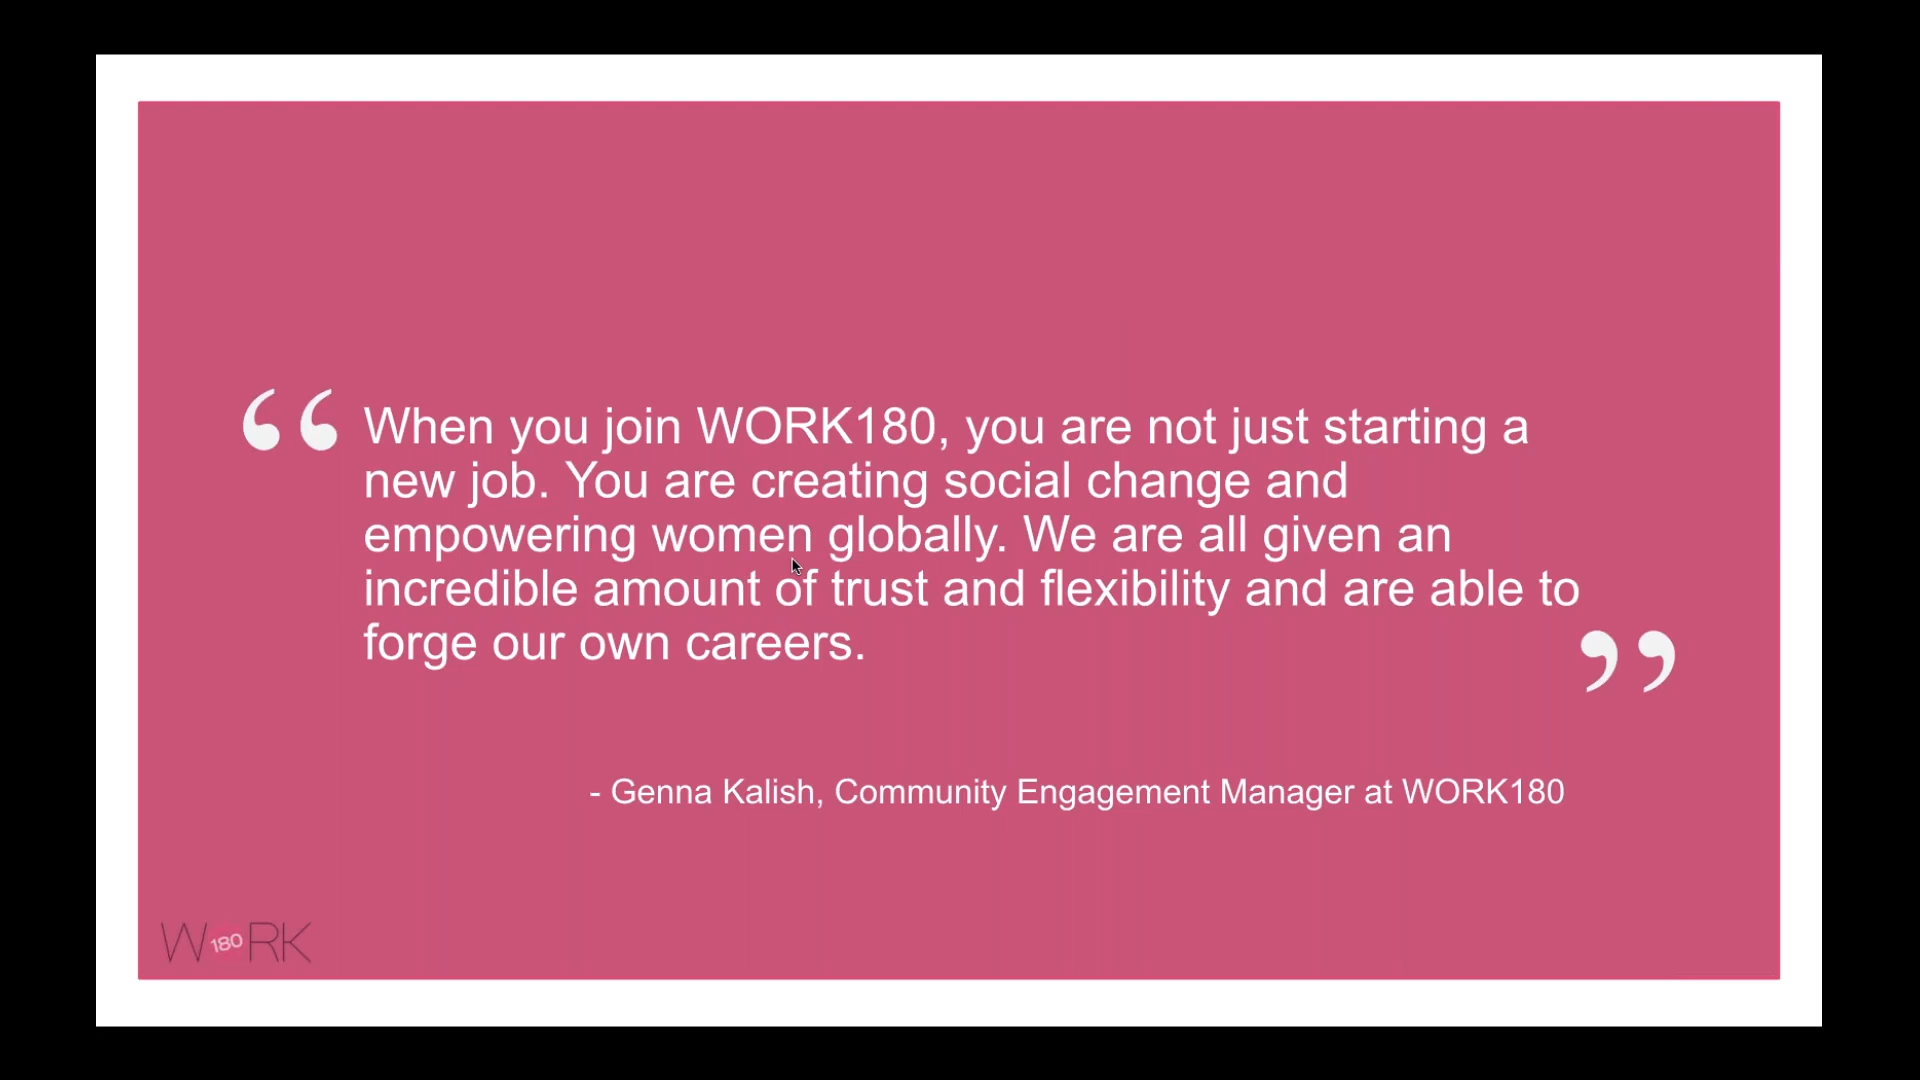 “ When you join WORK180, you are not just starting a
new job. You are creating social change and
empowering women globally. We are all given an
incredible amount of trust and flexibility and are able to
forge our own careers. ”
- Genna Kalish, Community Engagement Manager at WORK180
W180RK